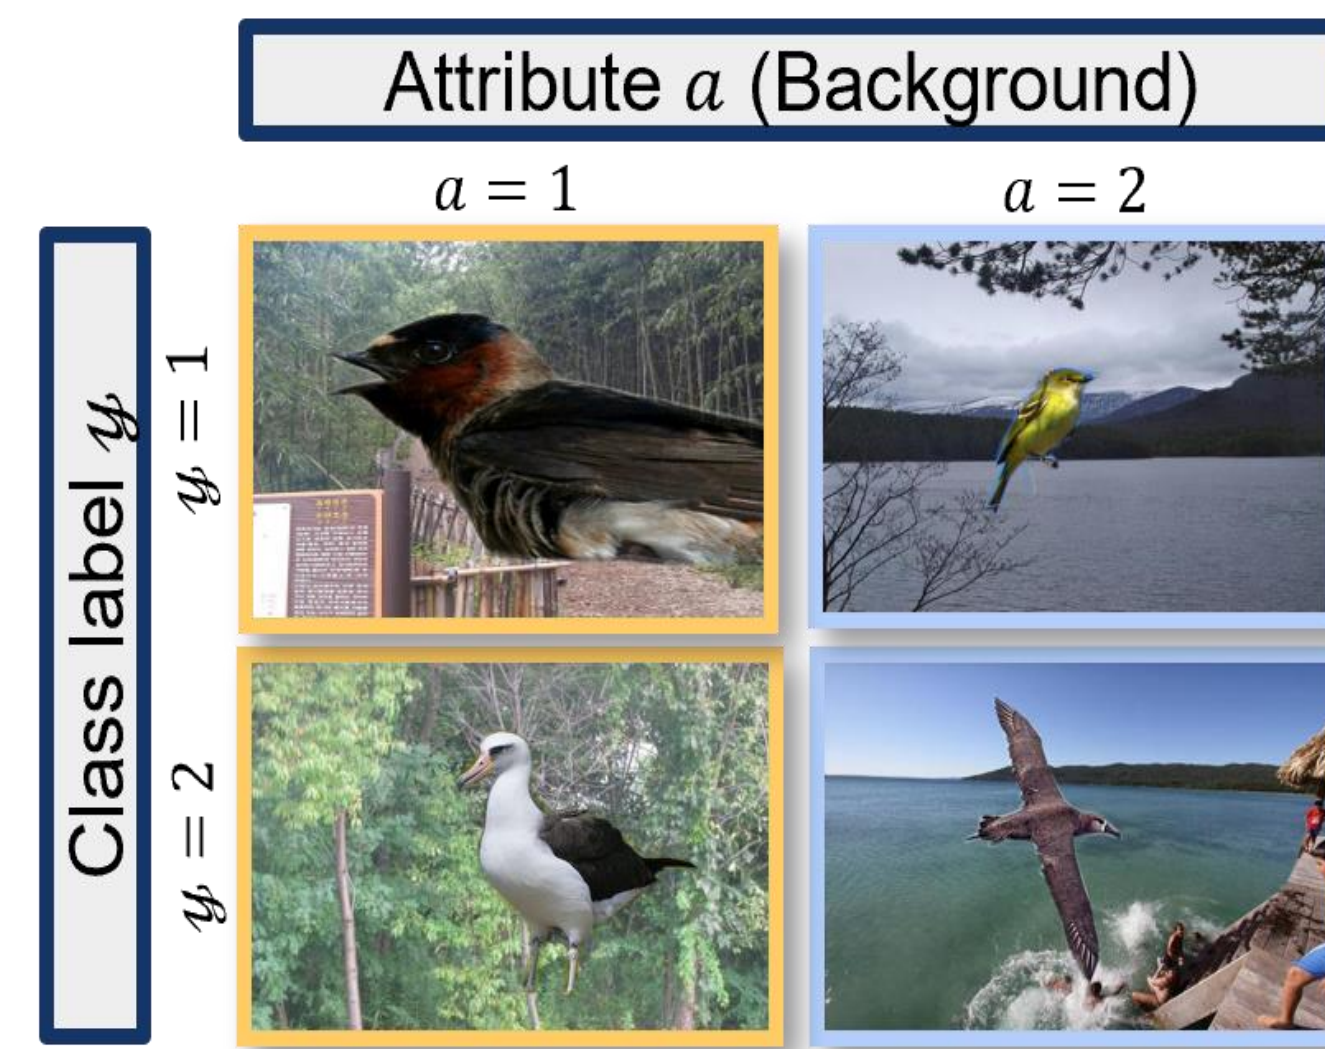 Attribute a (Background)
a = 1
a = 2
Class label y
y = 1
y = 2